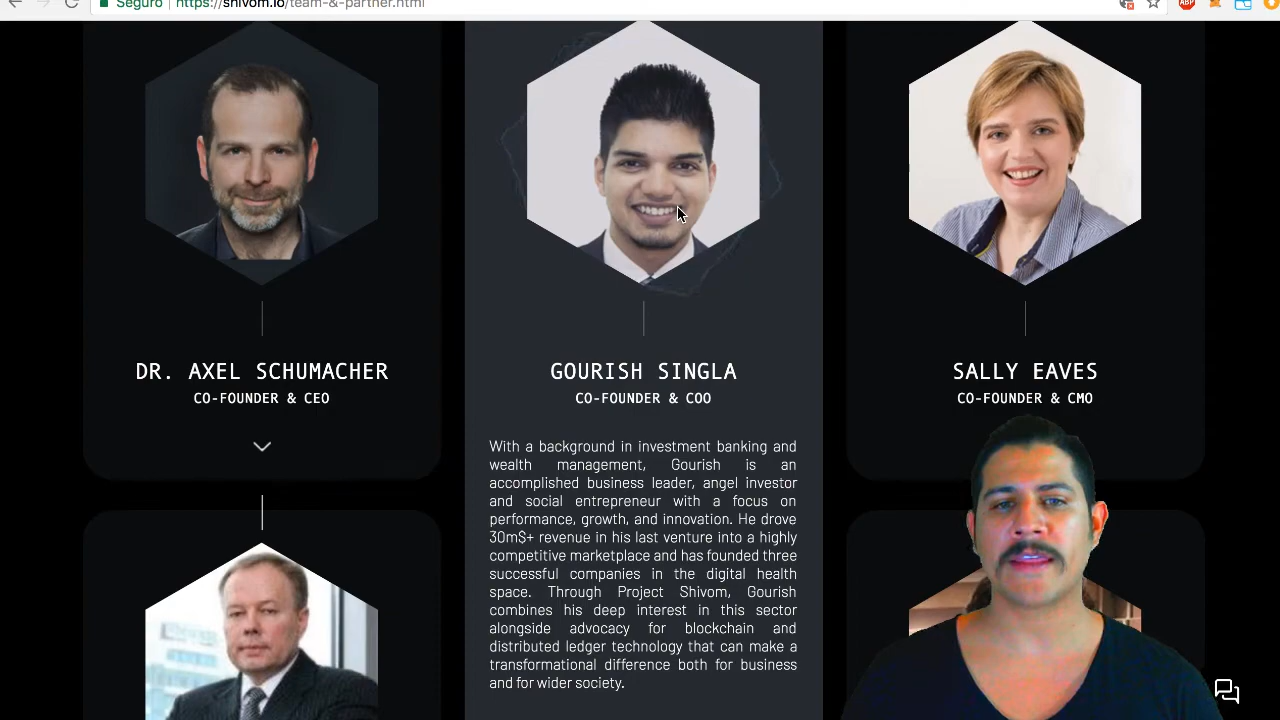 Seguro | https://shivom.io/team-&-partner.html
ABP
DR. AXEL SCHUMACHER
CO-FOUNDER & CEO
GOURISH SINGLA
CO-FOUNDER & COO
With a background in investment banking and
wealth management, Gourish is an
accomplished business leader, angel investor
and social entrepreneur with a focus on
performance, growth, and innovation. He drove
30m$+ revenue in his last venture into a highly
competitive marketplace and has founded three
successful companies in the digital health
space. Through Project Shivom, Gourish
combines his deep interest in this sector
alongside advocacy for blockchain and
distributed ledger technology that can make a
transformational difference both for business
and for wider society.
SALLY EAVES
CO-FOUNDER & CMO